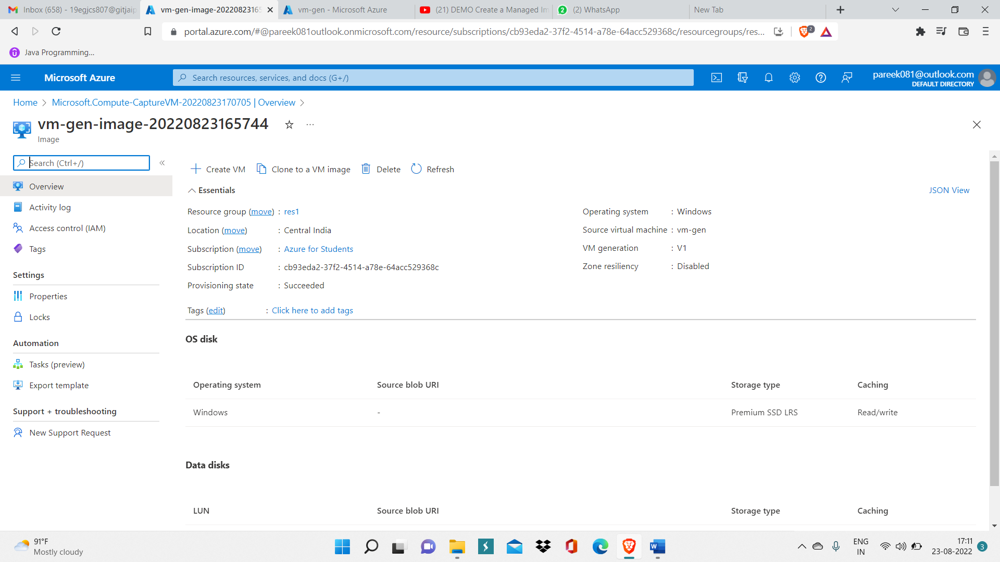 Inbox (658) - 19egjcs807@gitjaip
vm-gen-image-20220823165
vm-gen - Microsoft Azure
(21) DEMO Create a Managed Im
2
(2) WhatsApp
New Tab
portal.azure.com/#@pareek081outlook.onmicrosoft.com/resource/subscriptions/cb93eda2-37f2-4514-a78e-64acc529368c/resourcegroups/res...
2
Java Programming...
Microsoft Azure
Search resources, services, and docs (G+/)
pareek081@outlook.com
DEFAULT DIRECTORY
Home > Microsoft.Compute-CaptureVM-20220823170705 | Overview >
vm-gen-image-20220823165744
...
Image
Search (Ctrl+/)
«
Create VM
Clone to a VM image
Delete
Refresh
Overview
Activity log
Access control (IAM)
Tags
Settings
Properties
Locks
Automation
Tasks (preview)
Export template
Support + troubleshooting
New Support Request
Essentials
JSON View
Resource group (move) : res1
Location (move) : Central India
Subscription (move) : Azure for Students
Subscription ID : cb93eda2-37f2-4514-a78e-64acc529368c
Provisioning state : Succeeded
Operating system : Windows
Source virtual machine : vm-gen
VM generation : V1
Zone resiliency : Disabled
Tags (edit) : Click here to add tags
OS disk
Operating system Source blob URI Storage type Caching
Windows - Premium SSD LRS Read/write
Data disks
LUN Source blob URI Storage type Caching
91°F
Mostly cloudy
ENG
IN
17:11
23-08-2022
3